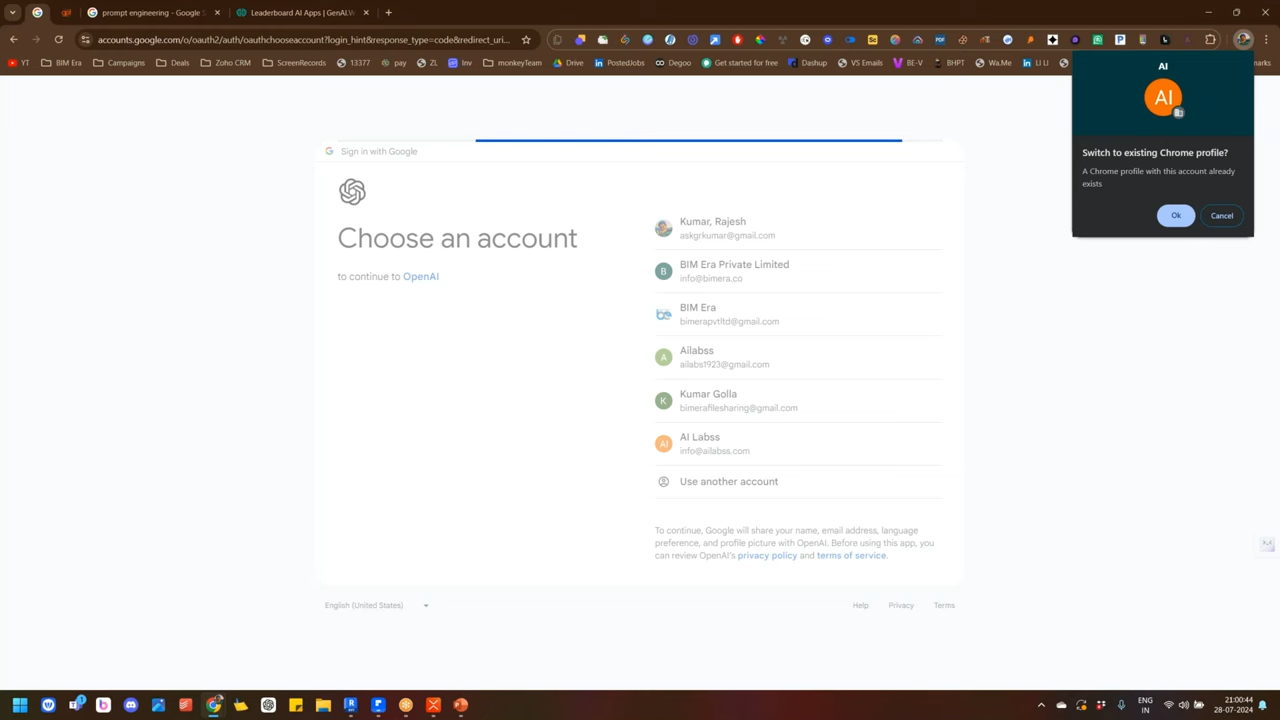 prompt engineering - Google S
Leaderboard AI Apps | GenAI.W
accounts.google.com/o/oauth2/auth/oauthchooseaccount?login_hint&response_type=code&redirect_uri...
YT
BIM Era
Campaigns
Deals
Zoho CRM
ScreenRecords
13377
pay
ZL
Inv
monkeyTeam
Drive
PostedJobs
Degoo
Get started for free
Dashup
VS Emails
BE-V
BHPT
Wa.Me
LI LI
AI
AI
Switch to existing Chrome profile?
A Chrome profile with this account already
exists
Ok
Cancel
Sign in with Google
Choose an account
to continue to OpenAI
Kumar, Rajesh
askgrkumar@gmail.com
B
BIM Era Private Limited
info@bimera.co
BIM Era
bimerapvtltd@gmail.com
A
Ailabss
ailabs1923@gmail.com
K
Kumar Golla
bimerafilesharing@gmail.com
AI
AI Labss
info@ailabss.com
Use another account
To continue, Google will share your name, email address, language
preference, and profile picture with OpenAI. Before using this app, you
can review OpenAI's privacy policy and terms of service.
English (United States)
Help
Privacy
Terms
ENG
IN
21:00:44
28-07-2024